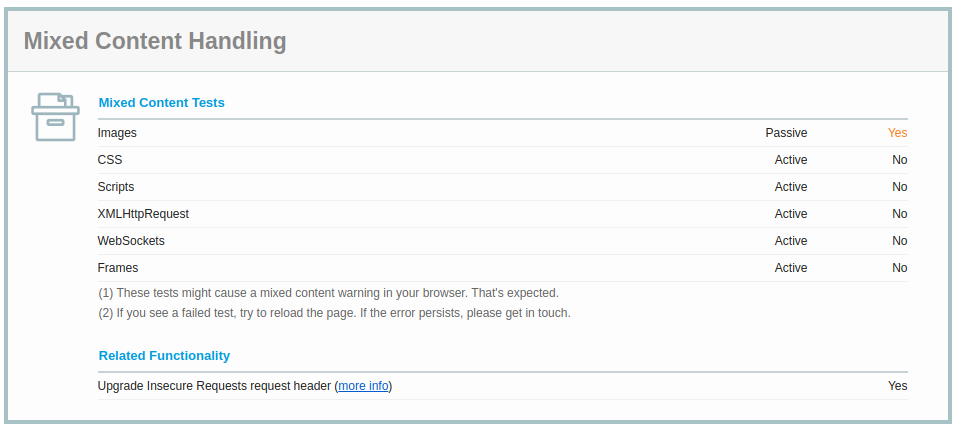 Mixed Content Handling
Mixed Content Tests
Images Passive Yes
CSS Active No
Scripts Active No
XMLHttpRequest Active No
WebSockets Active No
Frames Active No
(1) These tests might cause a mixed content warning in your browser. That's expected.
(2) If you see a failed test, try to reload the page. If the error persists, please get in touch.
Related Functionality
Upgrade Insecure Requests request header (more info) Yes